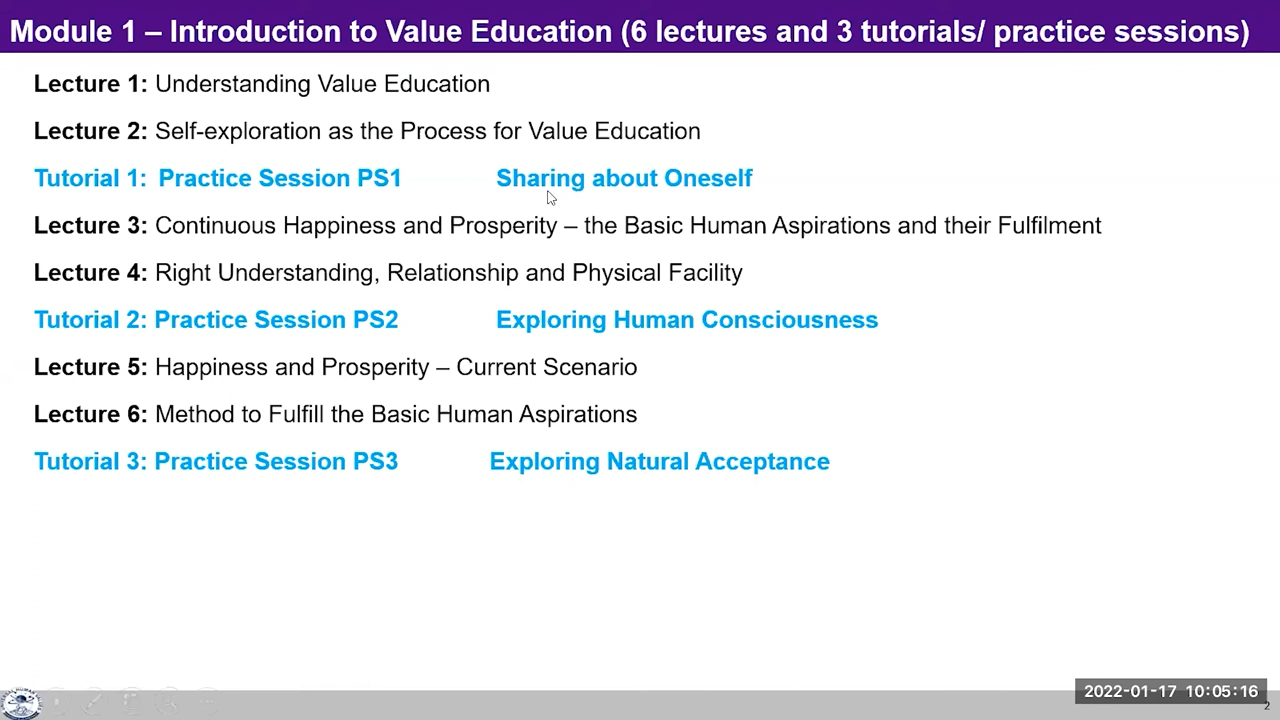 Module 1 – Introduction to Value Education (6 lectures and 3 tutorials/ practice sessions)
Lecture 1: Understanding Value Education
Lecture 2: Self-exploration as the Process for Value Education
Tutorial 1: Practice Session PS1 Sharing about Oneself
Lecture 3: Continuous Happiness and Prosperity – the Basic Human Aspirations and their Fulfilment
Lecture 4: Right Understanding, Relationship and Physical Facility
Tutorial 2: Practice Session PS2 Exploring Human Consciousness
Lecture 5: Happiness and Prosperity – Current Scenario
Lecture 6: Method to Fulfill the Basic Human Aspirations
Tutorial 3: Practice Session PS3 Exploring Natural Acceptance
2022-01-17 10:05:16
2